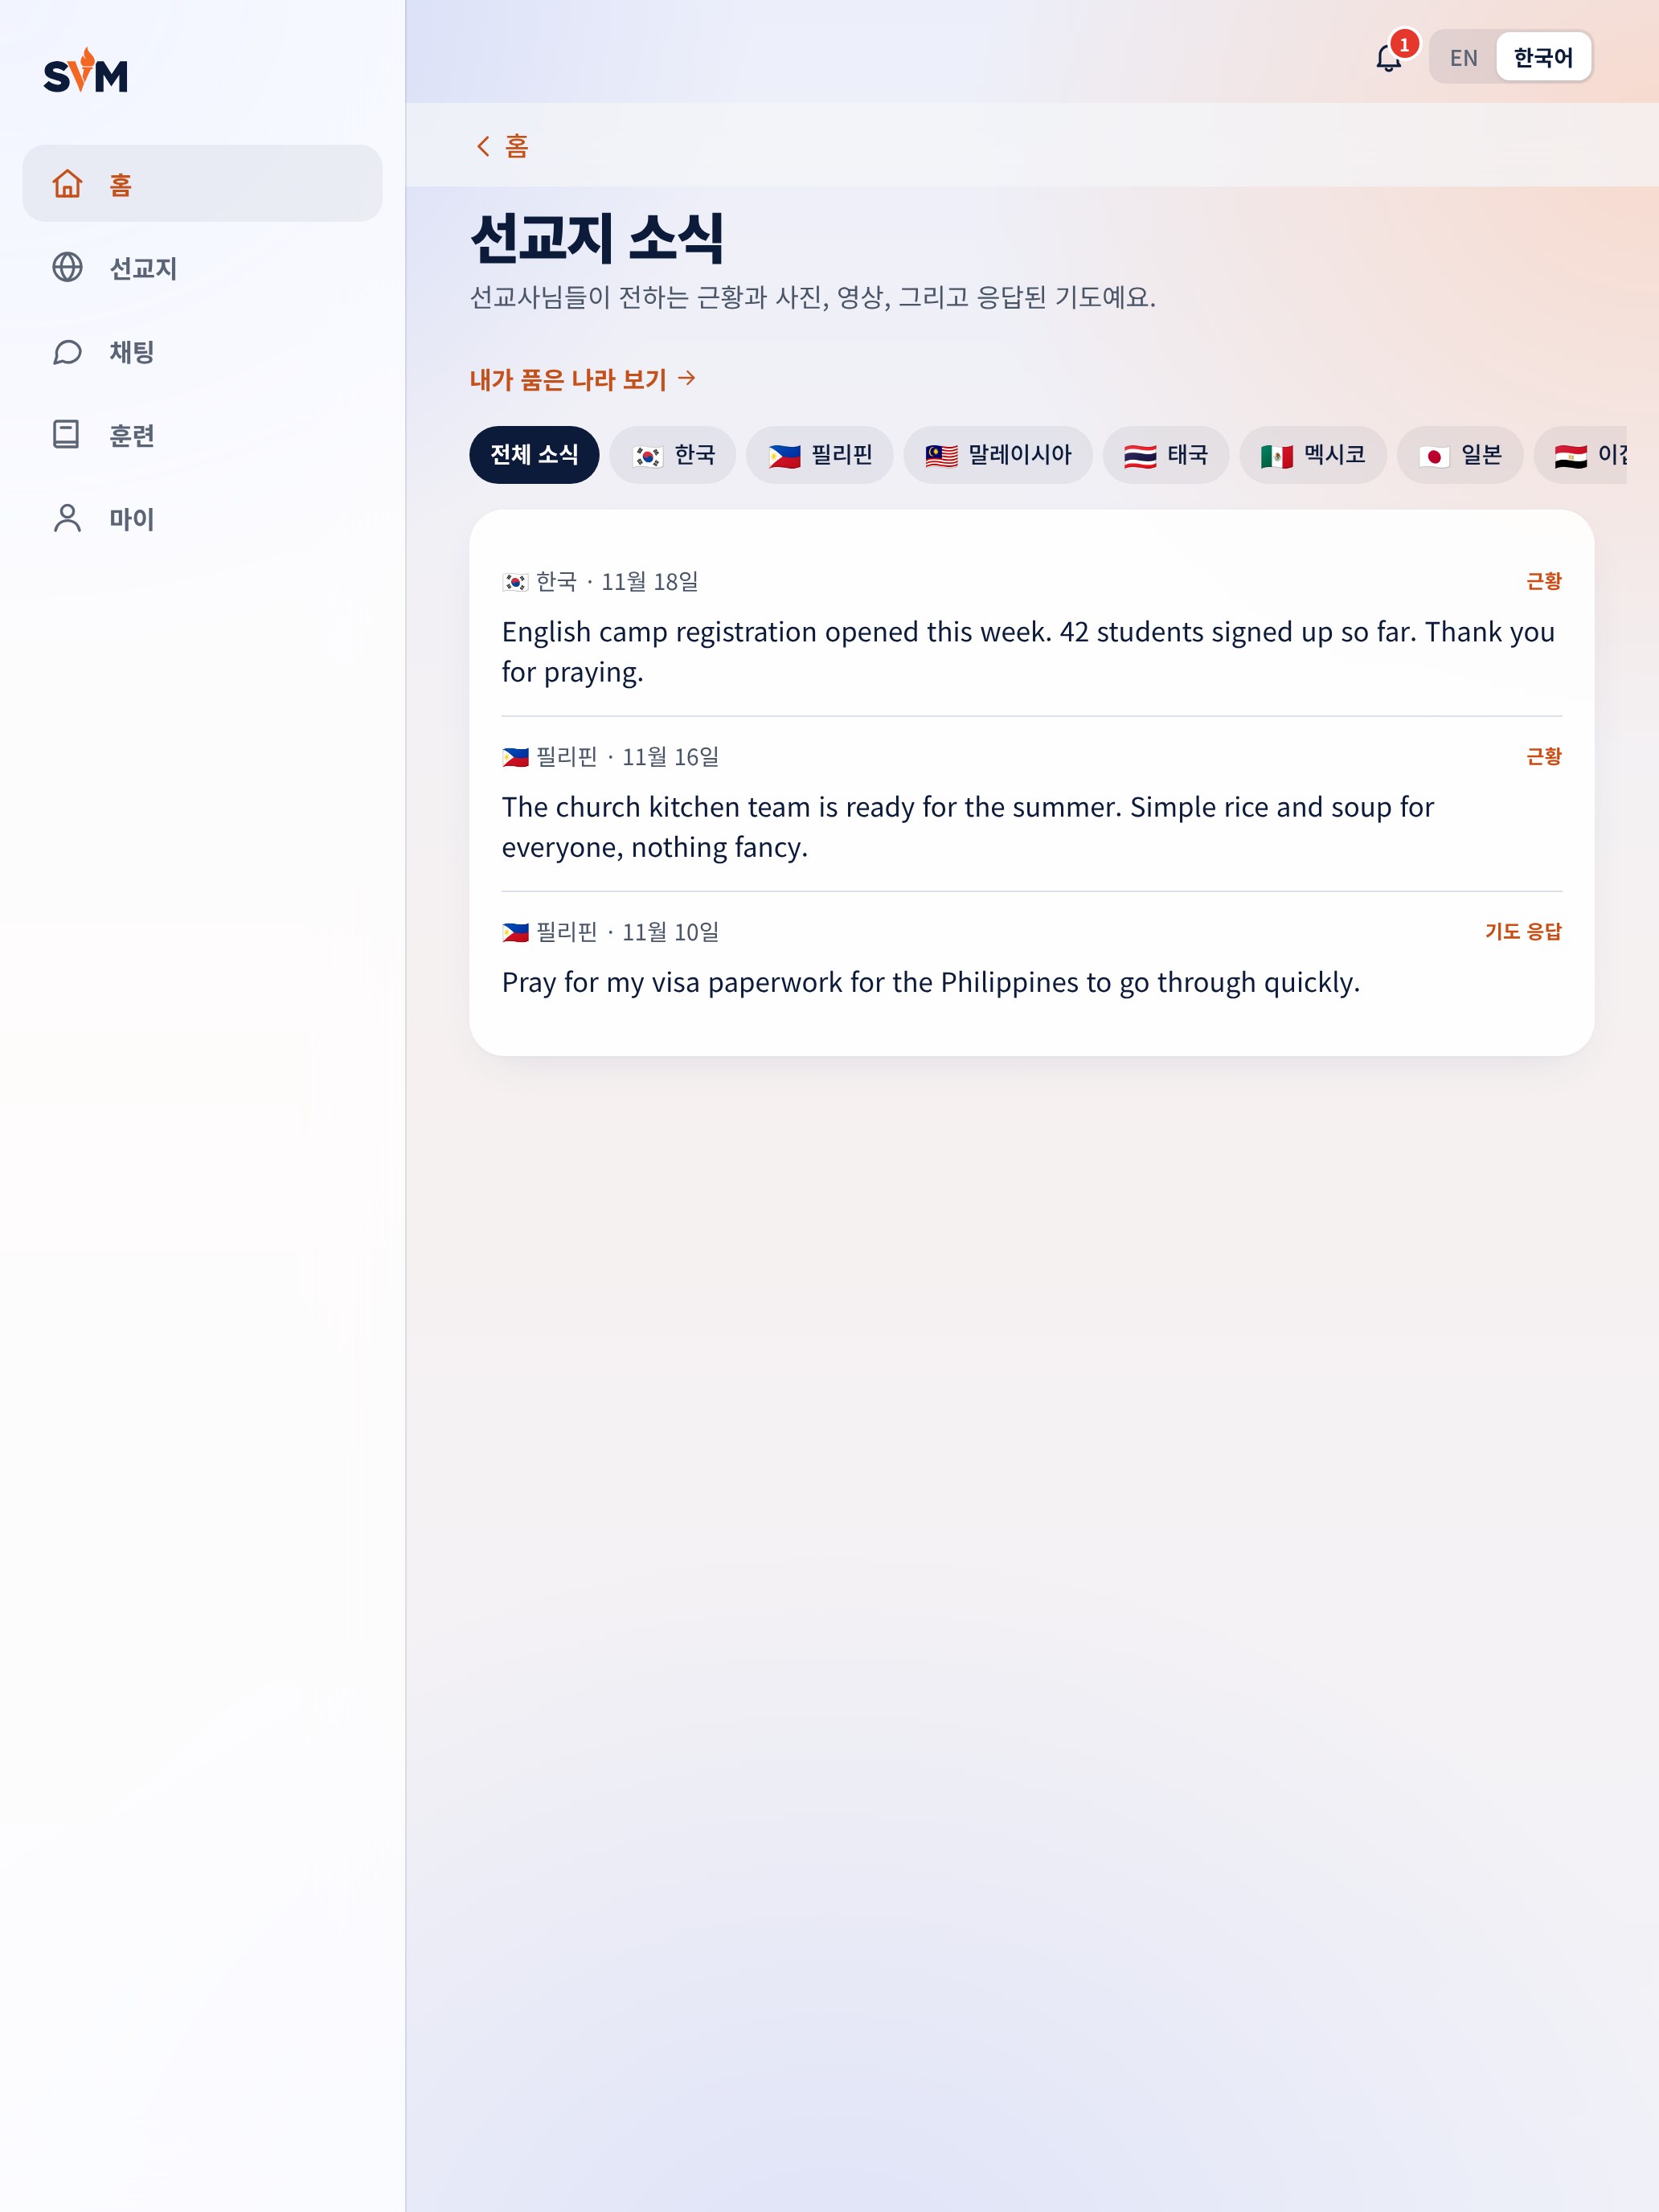 SVM
홈
선교지
채팅
훈련
마이
1
EN
한국어
홈
선교지 소식
선교사님들이 전하는 근황과 사진, 영상, 그리고 응답된 기도예요.
내가 품은 나라 보기 →
전체 소식
한국
필리핀
말레이시아
태국
멕시코
일본
한국 · 11월 18일
근황
English camp registration opened this week. 42 students signed up so far. Thank you
for praying.
필리핀 · 11월 16일
근황
The church kitchen team is ready for the summer. Simple rice and soup for
everyone, nothing fancy.
필리핀 · 11월 10일
기도 응답
Pray for my visa paperwork for the Philippines to go through quickly.